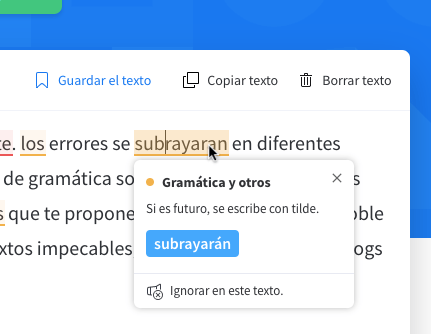 Guardar el texto Copiar texto Borrar texto
te. los errores se subrayaran en diferentes
de gramática so s
s que te propone oble
xtos impecables ogs
Gramática y otros
Si es futuro, se escribe con tilde.
subrayarán
Ignorar en este texto.